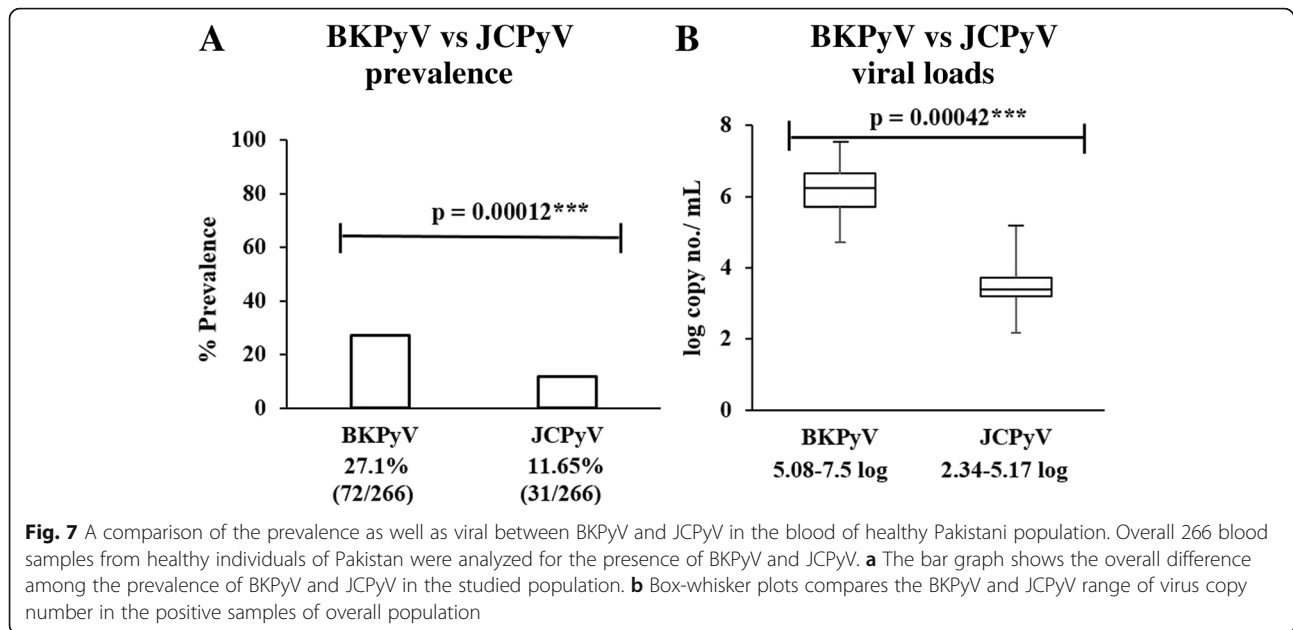 A
BKPyV vs JCPyV
prevalence
% Prevalence
100
80
60
40
20
0
p = 0.00012***
BKPyV
27.1%
(72/266)
JCPyV
11.65%
(31/266)
B
BKPyV vs JCPyV
viral loads
log copy no./ mL
8
6
4
2
0
p = 0.00042***
BKPyV
5.08-7.5 log
JCPyV
2.34-5.17 log
Fig. 7 A comparison of the prevalence as well as viral between BKPyV and JCPyV in the blood of healthy Pakistani population. Overall 266 blood
samples from healthy individuals of Pakistan were analyzed for the presence of BKPyV and JCPyV. a The bar graph shows the overall difference
among the prevalence of BKPyV and JCPyV in the studied population. b Box-whisker plots compares the BKPyV and JCPyV range of virus copy
number in the positive samples of overall population